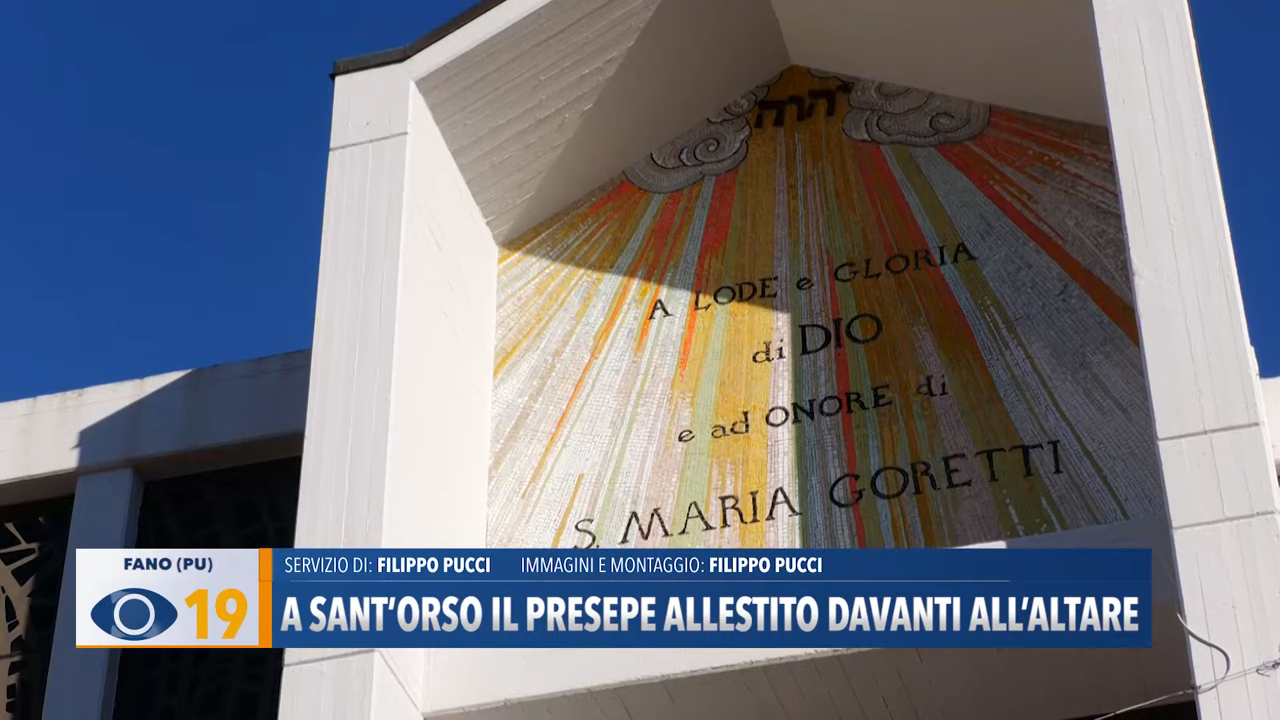 יהוה
A LODE e GLORIA
di DIO
e ad ONORE di
S. MARIA GORETTI
FANO (PU)
19
SERVIZIO DI: FILIPPO PUCCI IMMAGINI E MONTAGGIO: FILIPPO PUCCI
A SANT'ORSO IL PRESEPE ALLESTITO DAVANTI ALL'ALTARE